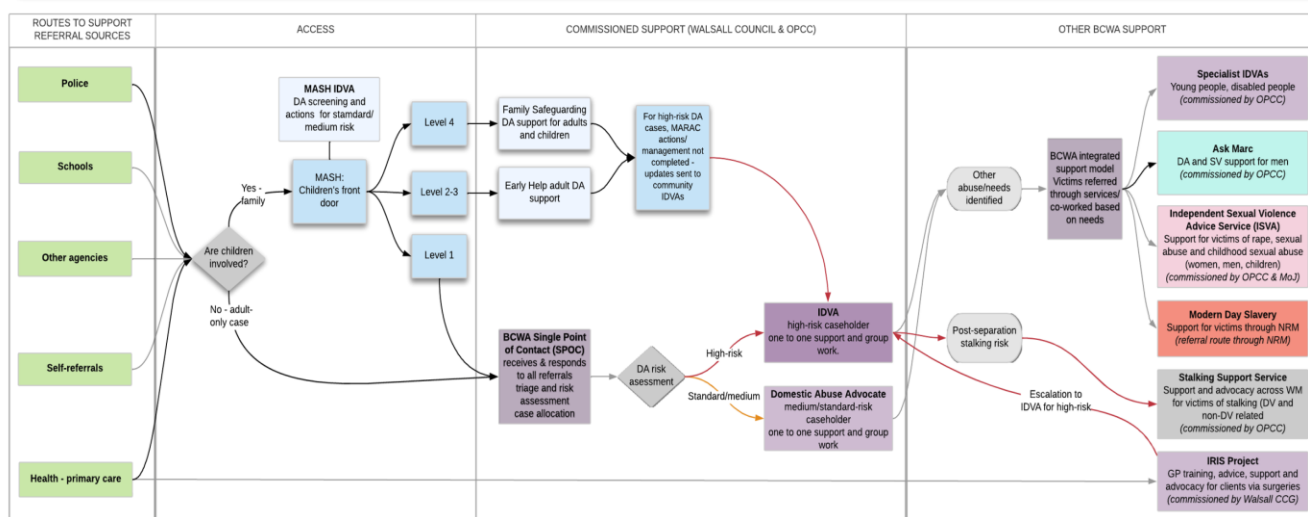 ROUTES TO SUPPORT
REFERRAL SOURCES
ACCESS
COMMISSIONED SUPPORT (WALSALL COUNCIL & OPCC)
OTHER BCWA SUPPORT
Police
Schools
Other agencies
Self-referrals
Health - primary care
Are children
involved?
Yes -
family
No - adult-
only case
MASH IDVA
DA screening and
actions for stamdard/
medium risk
MASH:
Children's front
door
Level 4
Level 2-3
Level 1
Family Safeguarding
DA support for adults
and children
Early Help adult DA
support
For high-risk DA
cases, MARAC
actions/
management not
completed -
updates sent to
community
IDVAs
BCWA Single Point
of Contact (SPOC)
receives & responds
to all referrals
triage and risk
assessment
case allocation
DA risk
asessment
High-risk
Standard/medium
IDVA
high-risk caseholder
one to one support and group
work.
Domestic Abuse Advocate
medium/standard-risk
caseholder
one to one support and group
work
Other
abuse/needs
identified
Post-separation
stalking risk
Escalation to
IDVA for high-risk
BCWA integrated
support model
Victims referred
through services/
co-worked based
on needs
Specialist IDVAs
Young people, disabled people
(commissioned by OPCC)
Ask Marc
DA and SV support for men
(commissioned by OPCC)
Independent Sexual Violence
Advice Service (ISVA)
Support for victims of rape, sexual
abuse and childhood sexual abuse
(women, men, children)
(commissioned by OPCC & MoJ)
Modern Day Slavery
Support for victims through NRM
(referral route through NRM)
Stalking Support Service
Support and advocacy across WM
for victims of stalking (DV and
non-DV related
(commissioned by OPCC)
IRIS Project
GP training, advice, support and
advocacy for clients via surgeries
(commissioned by Walsall CCG)